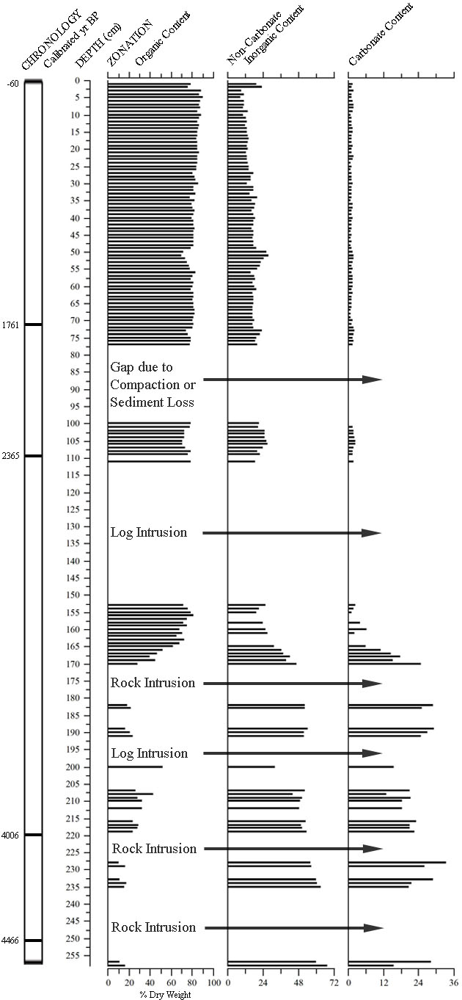 CHRONOLOGY
Calibrated yr BP
DEPTH (cm)
ZONATION
Organic Content
Non-Carbonate
Inorganic Content
Carbonate Content
-60
1761
2365
4006
4466
0
5
10
15
20
25
30
35
40
45
50
55
60
65
70
75
80
85
90
95
100
105
110
115
120
125
130
135
140
145
150
155
160
165
170
175
180
185
190
195
200
205
210
215
220
225
230
235
240
245
250
255
Gap due to
Compaction or
Sediment Loss
Log Intrusion
Rock Intrusion
Log Intrusion
Rock Intrusion
Rock Intrusion
0 20 40 60 80 100
0 24 48 72
0 12 24 36
% Dry Weight